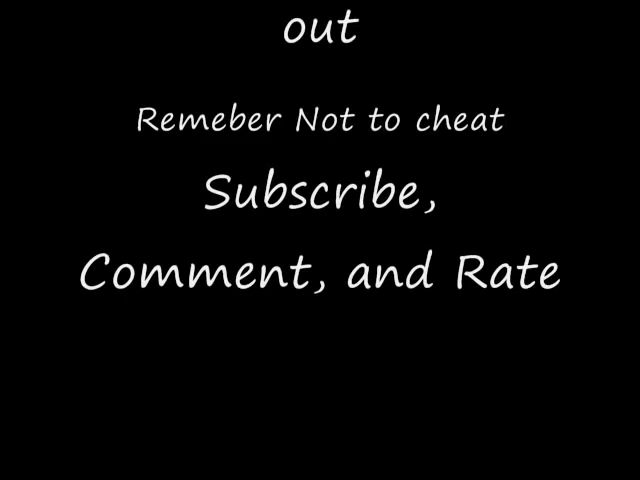 out
Remeber Not to cheat
Subscribe,
Comment, and Rate